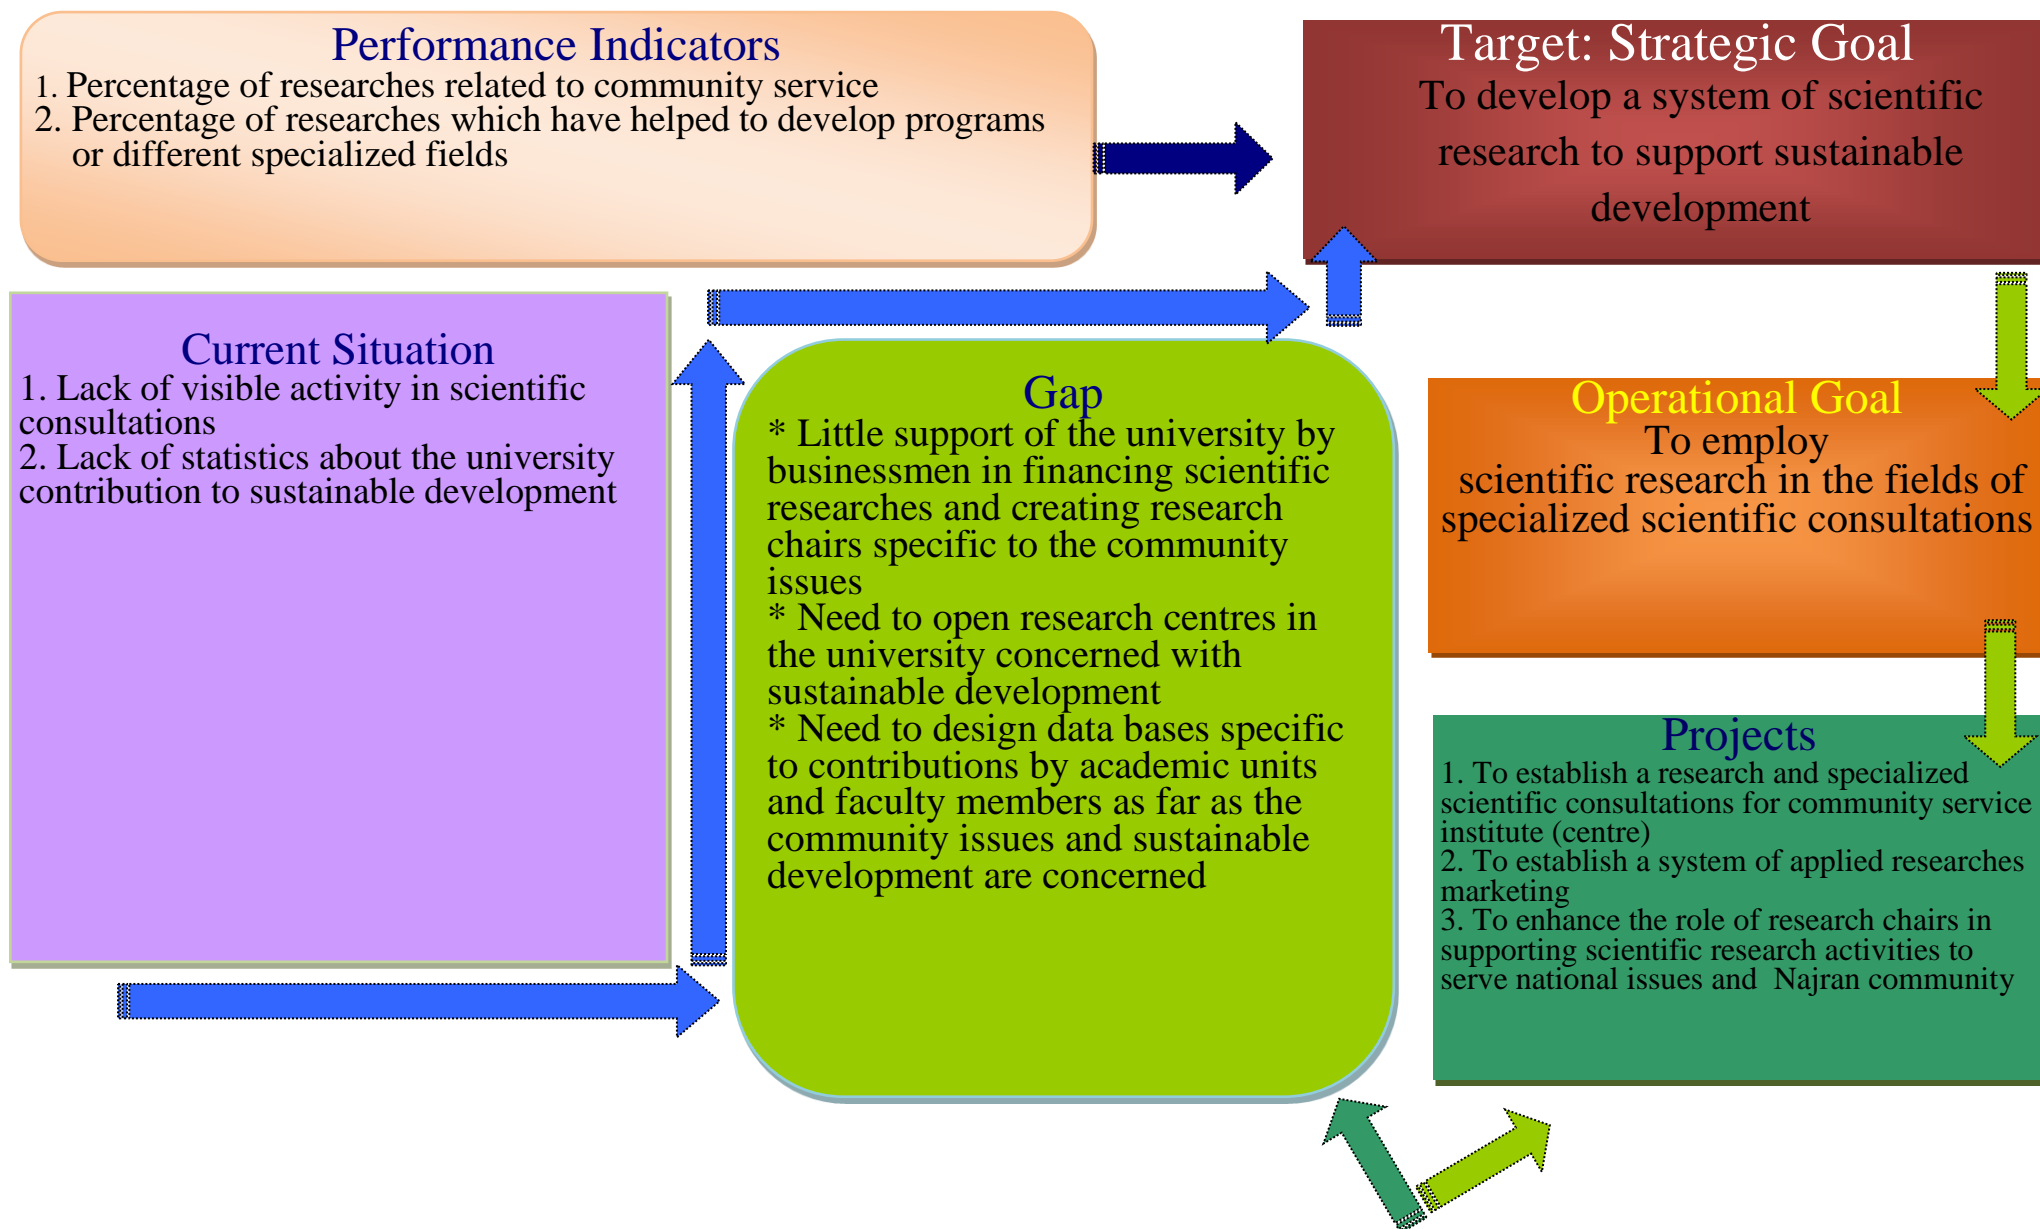 Performance Indicators
1. Percentage of researches related to community service
2. Percentage of researches which have helped to develop programs
or different specialized fields
Target: Strategic Goal
To develop a system of scientific
research to support sustainable
development
Current Situation
1. Lack of visible activity in scientific
consultations
2. Lack of statistics about the university
contribution to sustainable development
Gap
* Little support of the university by
businessmen in financing scientific
researches and creating research
chairs specific to the community
issues
* Need to open research centres in
the university concerned with
sustainable development
* Need to design data bases specific
to contributions by academic units
and faculty members as far as the
community issues and sustainable
development are concerned
Operational Goal
To employ
scientific research in the fields of
specialized scientific consultations
Projects
1. To establish a research and specialized
scientific consultations for community service
institute (centre)
2. To establish a system of applied researches
marketing
3. To enhance the role of research chairs in
supporting scientific research activities to
serve national issues and  Najran community